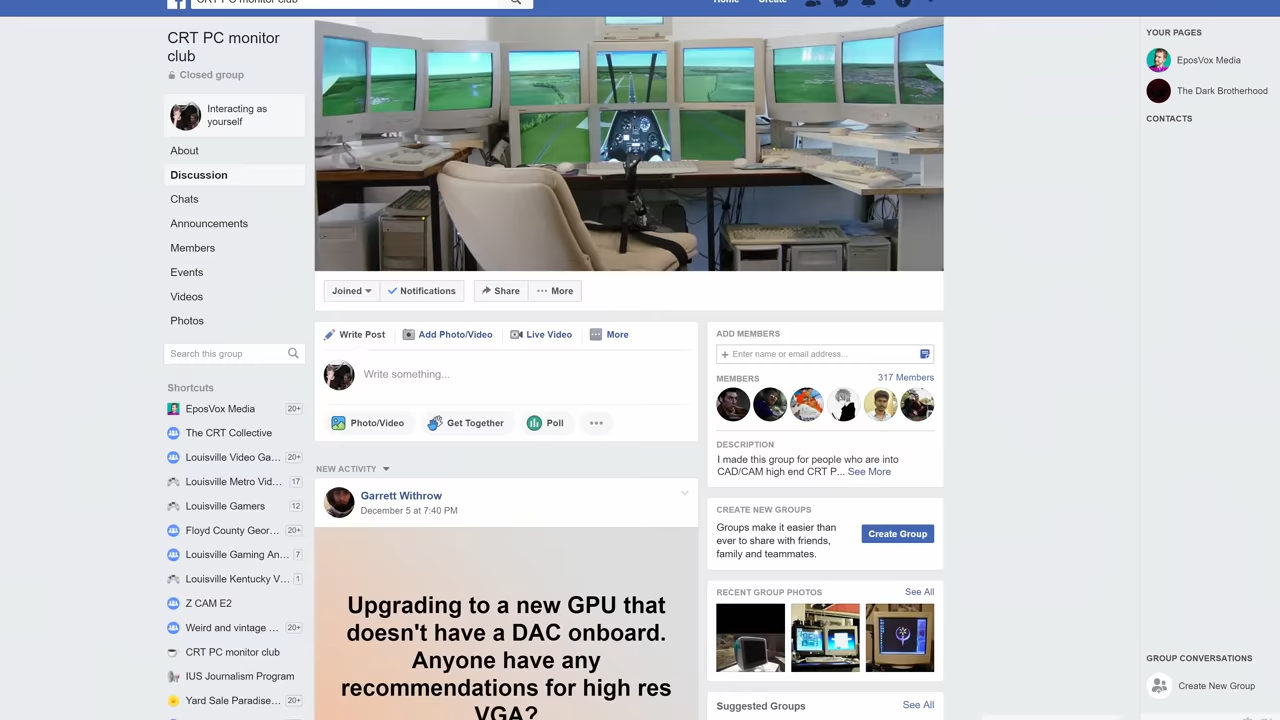 CRT PC monitor club
Home
Create
CRT PC monitor
club
Closed group
Interacting as
yourself
About
Discussion
Chats
Announcements
Members
Events
Videos
Photos
Search this group
Shortcuts
EposVox Media 20+
The CRT Collective
Louisville Video Ga... 20+
Louisville Metro Vid... 17
Louisville Gamers 12
Floyd County Geor... 20+
Louisville Gaming An... 7
Louisville Kentucky V... 1
Z CAM E2
Weird and vintage ... 20+
CRT PC monitor club
IUS Journalism Program
Yard Sale Paradise... 20+
Joined
Notifications
Share
More
Write Post
Add Photo/Video
Live Video
More
Write something...
Photo/Video
Get Together
Poll
NEW ACTIVITY
Garrett Withrow
December 5 at 7:40 PM
Upgrading to a new GPU that
doesn't have a DAC onboard.
Anyone have any
recommendations for high res
VGA?
ADD MEMBERS
+ Enter name or email address...
MEMBERS 317 Members
DESCRIPTION
I made this group for people who are into
CAD/CAM high end CRT P... See More
CREATE NEW GROUPS
Groups make it easier than
ever to share with friends,
family and teammates.
Create Group
RECENT GROUP PHOTOS See All
Suggested Groups See All
YOUR PAGES
EposVox Media
The Dark Brotherhood
CONTACTS
GROUP CONVERSATIONS
Create New Group